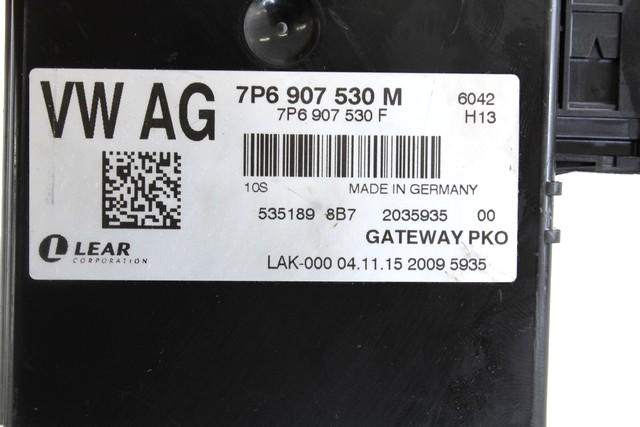 VW AG
7P6 907 530 M
6042
7P6 907 530 F
H13
10S MADE IN GERMANY
535189 8B7 2035935 00
GATEWAY PKO
LEAR
CORPORATION
LAK-000 04.11.15 2009 5935